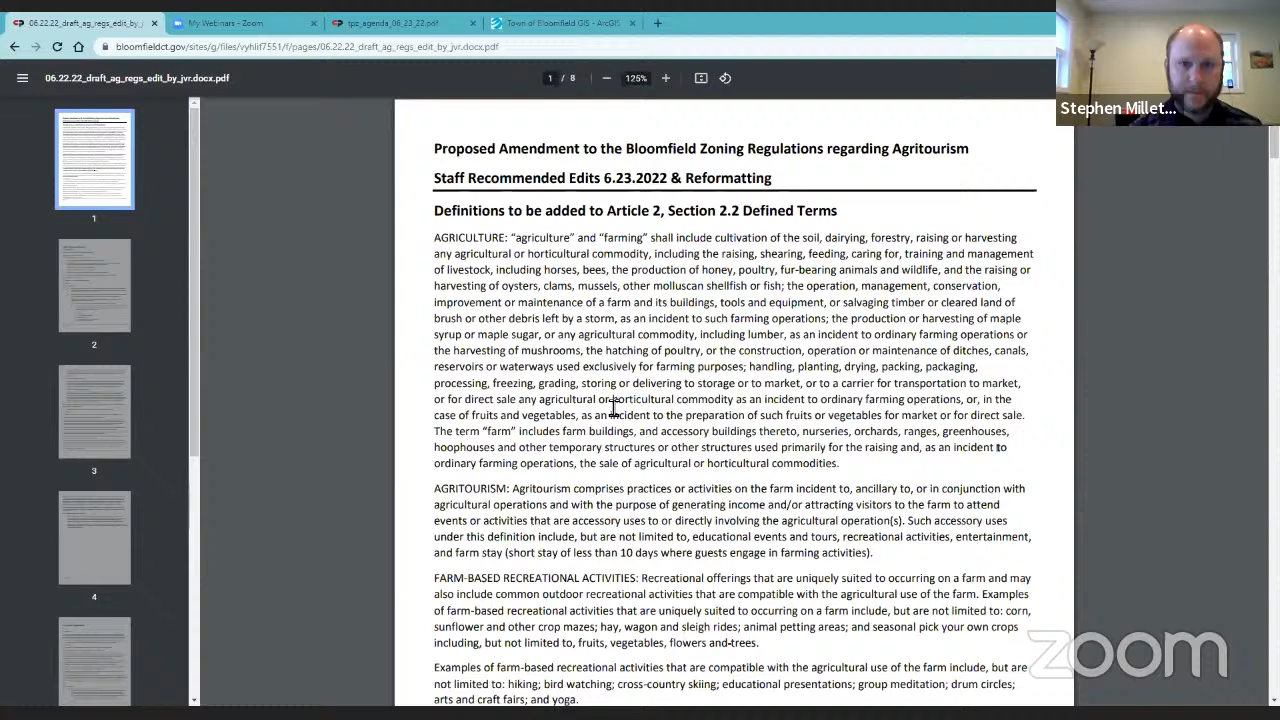 06.22.22_draft_ag_regs_edit_by_j
My Webinars - Zoom
tpz_agenda_06_23_22.pdf
Town of Bloomfield GIS - ArcGIS
bloomfieldct.gov/sites/g/files/vyhlif7551/f/pages/06.22.22_draft_ag_regs_edit_by_jvr.docx.pdf
06.22.22_draft_ag_regs_edit_by_jvr.docx.pdf
1 / 8
125%
Stephen Millet...
1
2
3
4
Proposed Amendment to the Bloomfield Zoning Regulations regarding Agritourism
Staff Recommended Edits 6.23.2022 & Reformatting
Definitions to be added to Article 2, Section 2.2 Defined Terms
AGRICULTURE: “agriculture” and “farming” shall include cultivation of the soil, dairying, forestry, raising or harvesting
any agricultural or horticultural commodity, including the raising, shearing, feeding, caring for, training and management
of livestock, including horses, bees, the production of honey, poultry, fur-bearing animals and wildlife, and the raising or
harvesting of oysters, clams, mussels, other molluscan shellfish or fish; the operation, management, conservation,
improvement or maintenance of a farm and its buildings, tools and equipment, or salvaging timber or cleared land of
brush or other debris left by a storm, as an incident to such farming operations; the production or harvesting of maple
syrup or maple sugar, or any agricultural commodity, including lumber, as an incident to ordinary farming operations or
the harvesting of mushrooms, the hatching of poultry, or the construction, operation or maintenance of ditches, canals,
reservoirs or waterways used exclusively for farming purposes; handling, planting, drying, packing, packaging,
processing, freezing, grading, storing or delivering to storage or to market, or to a carrier for transportation to market,
or for direct sale any agricultural or horticultural commodity as an incident to ordinary farming operations, or, in the
case of fruits and vegetables, as an incident to the preparation of such fruits or vegetables for market or for direct sale.
The term “farm” includes farm buildings, and accessory buildings thereto, nurseries, orchards, ranges, greenhouses,
hoophouses and other temporary structures or other structures used primarily for the raising and, as an incident to
ordinary farming operations, the sale of agricultural or horticultural commodities.
AGRITOURISM: Agritourism comprises practices or activities on the farm incident to, ancillary to, or in conjunction with
agricultural operations and with the purpose of generating income and/or attracting visitors to the farm to attend
events or activities that are accessory uses to or directly involving the agricultural operation(s). Such accessory uses
under this definition include, but are not limited to, educational events and tours, recreational activities, entertainment,
and farm stay (short stay of less than 10 days where guests engage in farming activities).
FARM-BASED RECREATIONAL ACTIVITIES: Recreational offerings that are uniquely suited to occurring on a farm and may
also include common outdoor recreational activities that are compatible with the agricultural use of the farm. Examples
of farm-based recreational activities that are uniquely suited to occurring on a farm include, but are not limited to: corn,
sunflower and other crop mazes; hay, wagon and sleigh rides; animal petting areas; and seasonal pick your own crops
including, but not limited to, fruits, vegetables, flowers and trees.
Examples of farm-based recreational activities that are compatible with the agricultural use of the farm include, but are
not limited to: hiking; bird watching; cross-country skiing; educational presentations; group meditation; drum circles;
arts and craft fairs; and yoga.
zoom